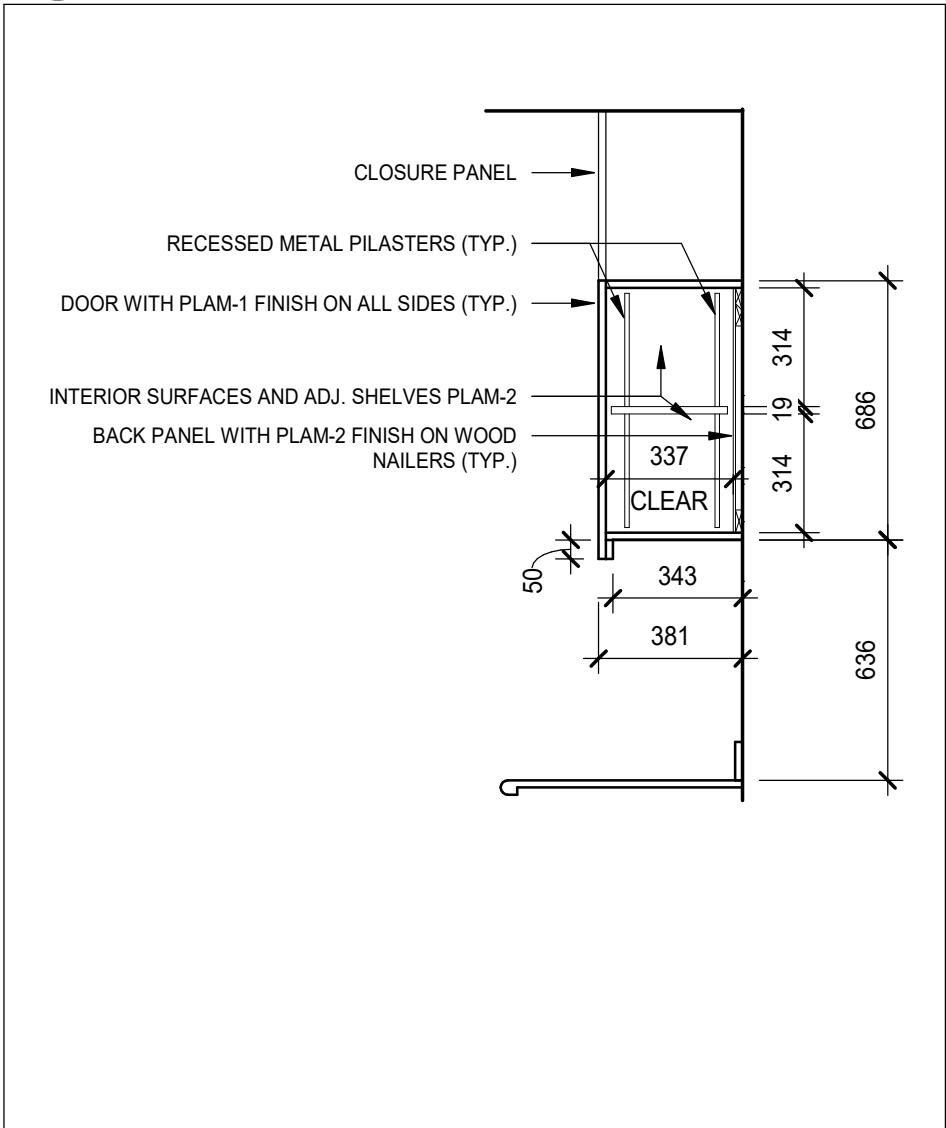 CLOSURE PANEL
RECESSED METAL PILASTERS (TYP.)
DOOR WITH PLAM-1 FINISH ON ALL SIDES (TYP.)
INTERIOR SURFACES AND ADJ. SHELVES PLAM-2
BACK PANEL WITH PLAM-2 FINISH ON WOOD
NAILERS (TYP.)
337
CLEAR
314
19
314
686
50
343
381
636